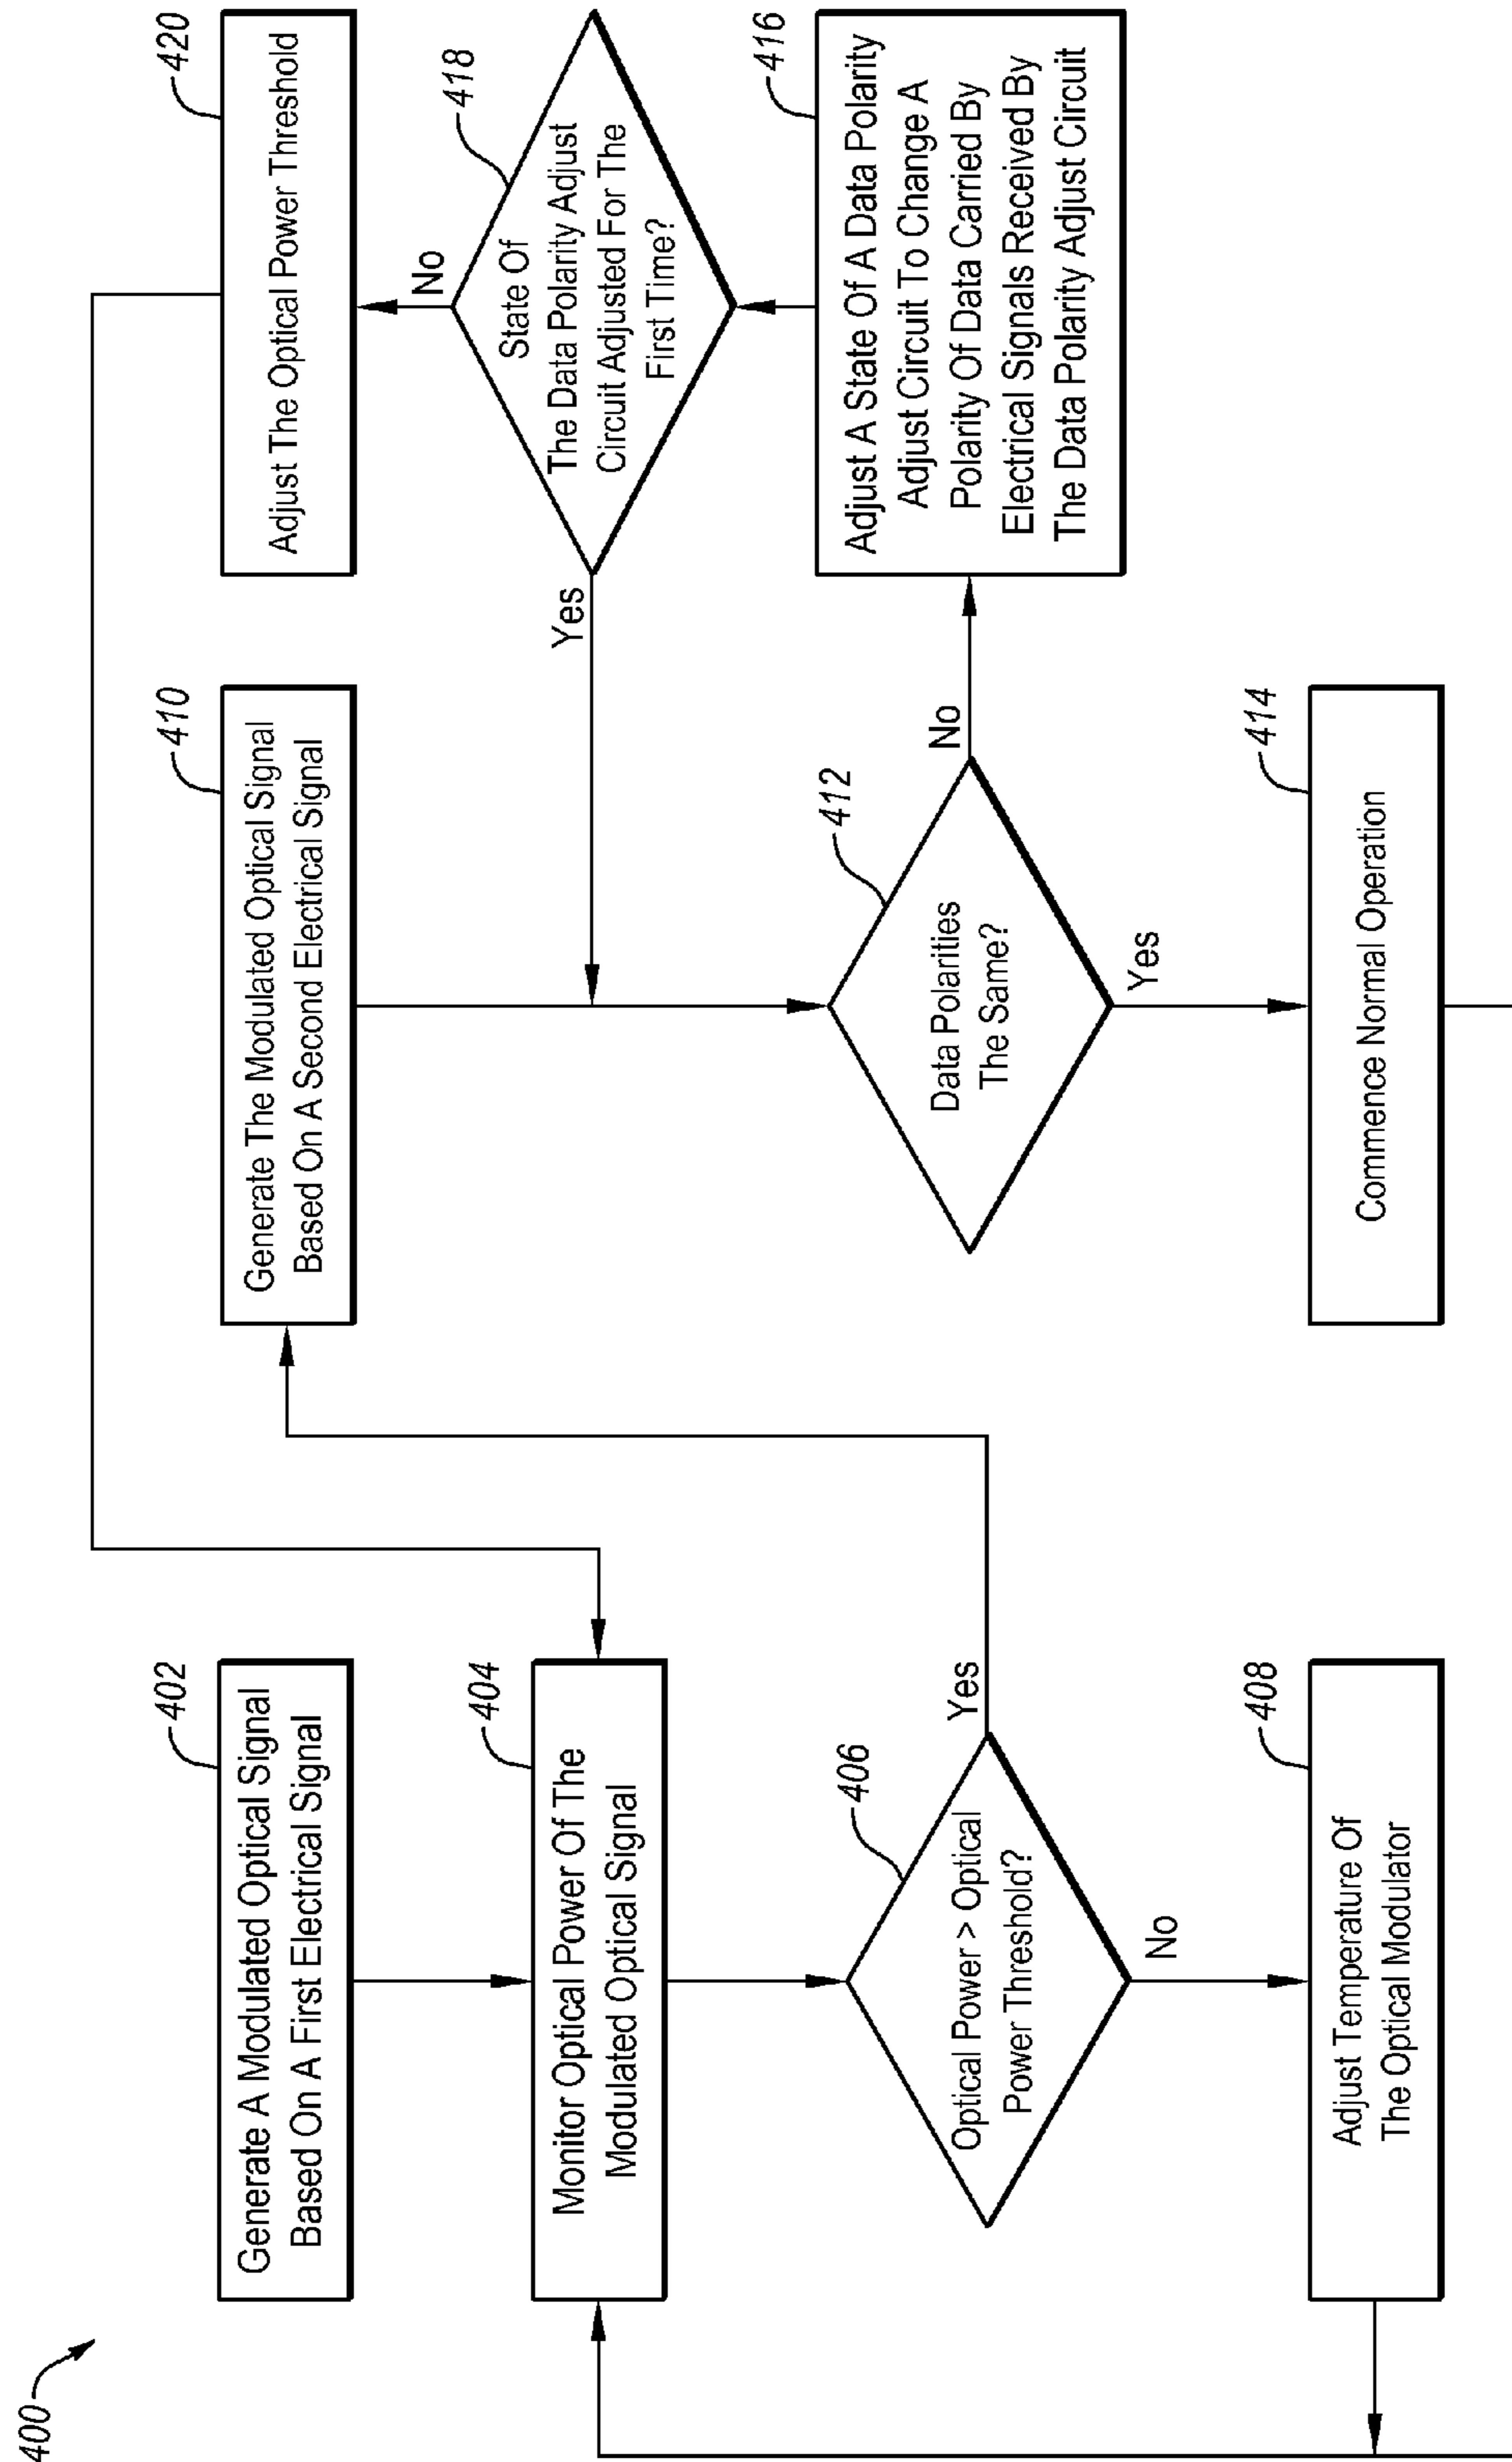 400
402
Generate A Modulated Optical Signal
Based On A First Electrical Signal
404
Monitor Optical Power Of The
Modulated Optical Signal
406
Optical Power > Optical
Power Threshold?
Yes
No
408
Adjust Temperature Of
The Optical Modulator
410
Generate The Modulated Optical Signal
Based On A Second Electrical Signal
412
Data Polarities
The Same?
No
Yes
414
Commence Normal Operation
416
Adjust A State Of A Data Polarity
Adjust Circuit To Change A
Polarity Of Data Carried By
Electrical Signals Received By
The Data Polarity Adjust Circuit
418
State Of
The Data Polarity Adjust
Circuit Adjusted For The
First Time?
Yes
No
420
Adjust The Optical Power Threshold